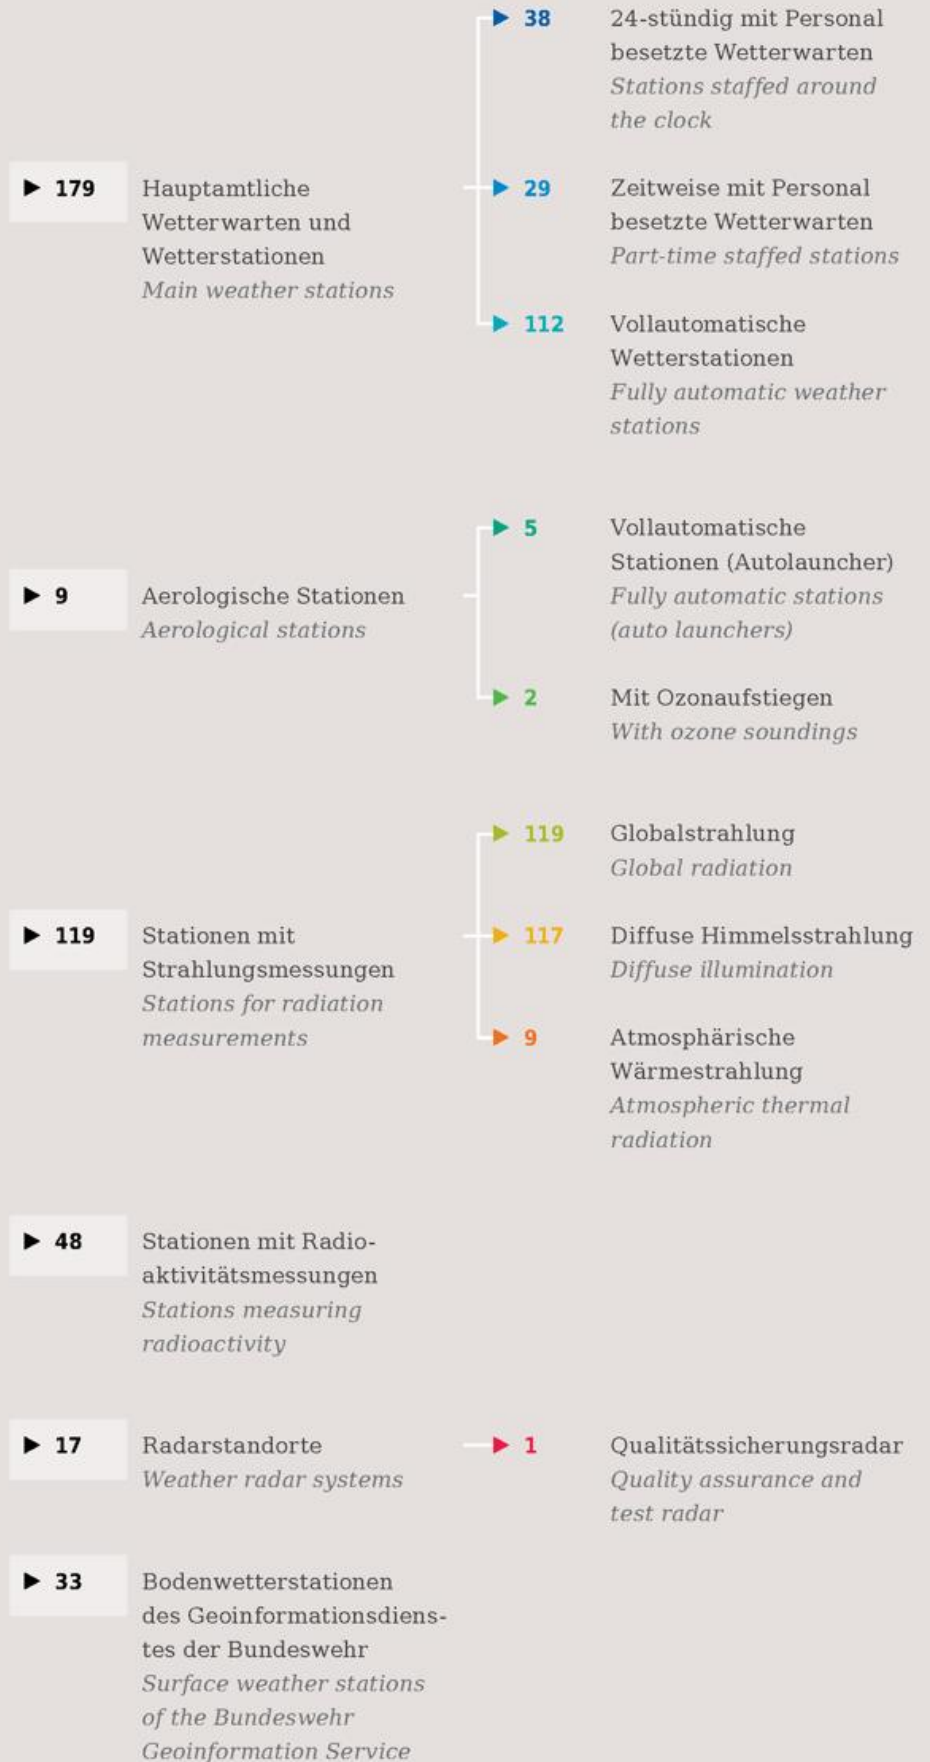 ▶ 179
Hauptamtliche
Wetterwarten und
Wetterstationen
Main weather stations
▶ 38
24-stündig mit Personal
besetzte Wetterwarten
Stations staffed around
the clock
▶ 29
Zeitweise mit Personal
besetzte Wetterwarten
Part-time staffed stations
▶ 112
Vollautomatische
Wetterstationen
Fully automatic weather
stations
▶ 9
Aerologische Stationen
Aerological stations
▶ 5
Vollautomatische
Stationen (Autolauncher)
Fully automatic stations
(auto launchers)
▶ 2
Mit Ozonaufstiegen
With ozone soundings
▶ 119
Stationen mit
Strahlungsmessungen
Stations for radiation
measurements
▶ 119
Globalstrahlung
Global radiation
▶ 117
Diffuse Himmelsstrahlung
Diffuse illumination
▶ 9
Atmosphärische
Wärmestrahlung
Atmospheric thermal
radiation
▶ 48
Stationen mit Radio-
aktivitätsmessungen
Stations measuring
radioactivity
▶ 17
Radarstandorte
Weather radar systems
▶ 1
Qualitätssicherungsradar
Quality assurance and
test radar
▶ 33
Bodenwetterstationen
des Geoinformationsdiens-
tes der Bundeswehr
Surface weather stations
of the Bundeswehr
Geoinformation Service